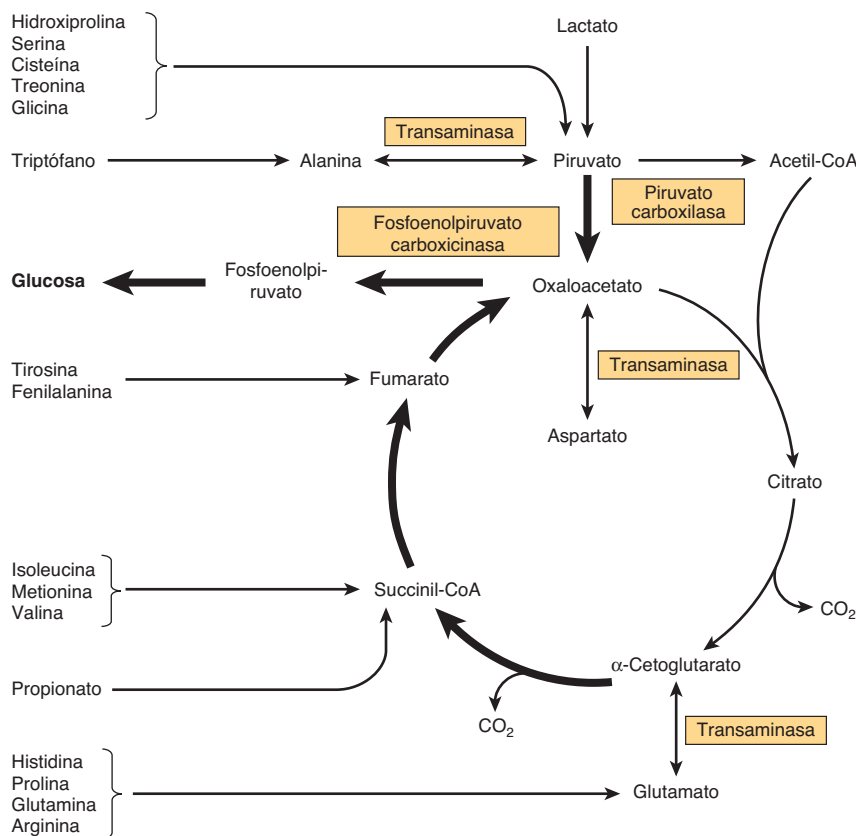 Hidroxiprolina
Serina
Cisteína
Treonina
Glicina
Lactato
Transaminasa
Triptófano
Alanina
Piruvato
Acetil-CoA
Piruvato
carboxilasa
Fosfoenolpiruvato
carboxicinasa
Glucosa
Fosfoenolpi-
ruvato
Oxaloacetato
Tirosina
Fenilalanina
Fumarato
Transaminasa
Aspartato
Citrato
Isoleucina
Metionina
Valina
Succinil-CoA
CO₂
α-Cetoglutarato
Propionato
CO₂
Transaminasa
Histidina
Prolina
Glutamina
Arginina
Glutamato